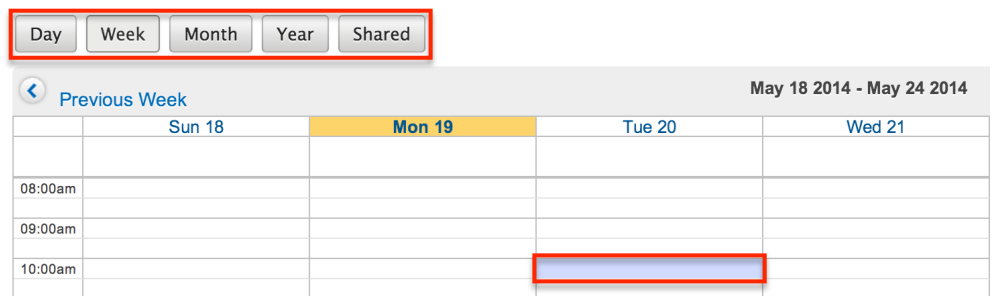 Day Week Month Year Shared
May 18 2014 - May 24 2014
Previous Week
Sun 18 Mon 19 Tue 20 Wed 21
08:00am
09:00am
10:00am